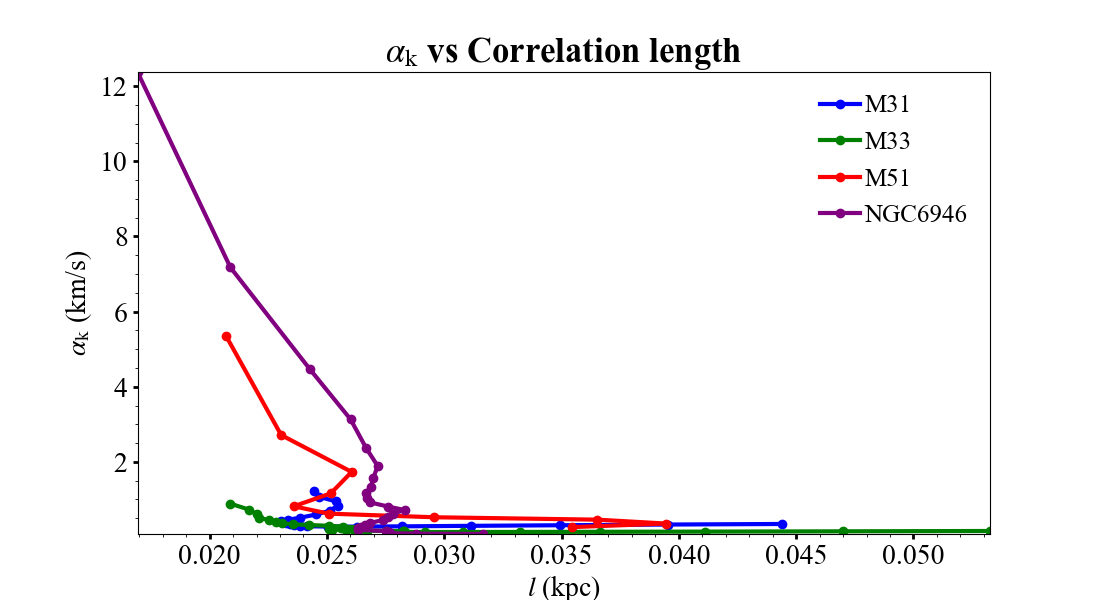 αk vs Correlation length
αk (km/s)
12
10
8
6
4
2
M31
M33
M51
NGC6946
0.020 0.025 0.030 0.035 0.040 0.045 0.050
l (kpc)